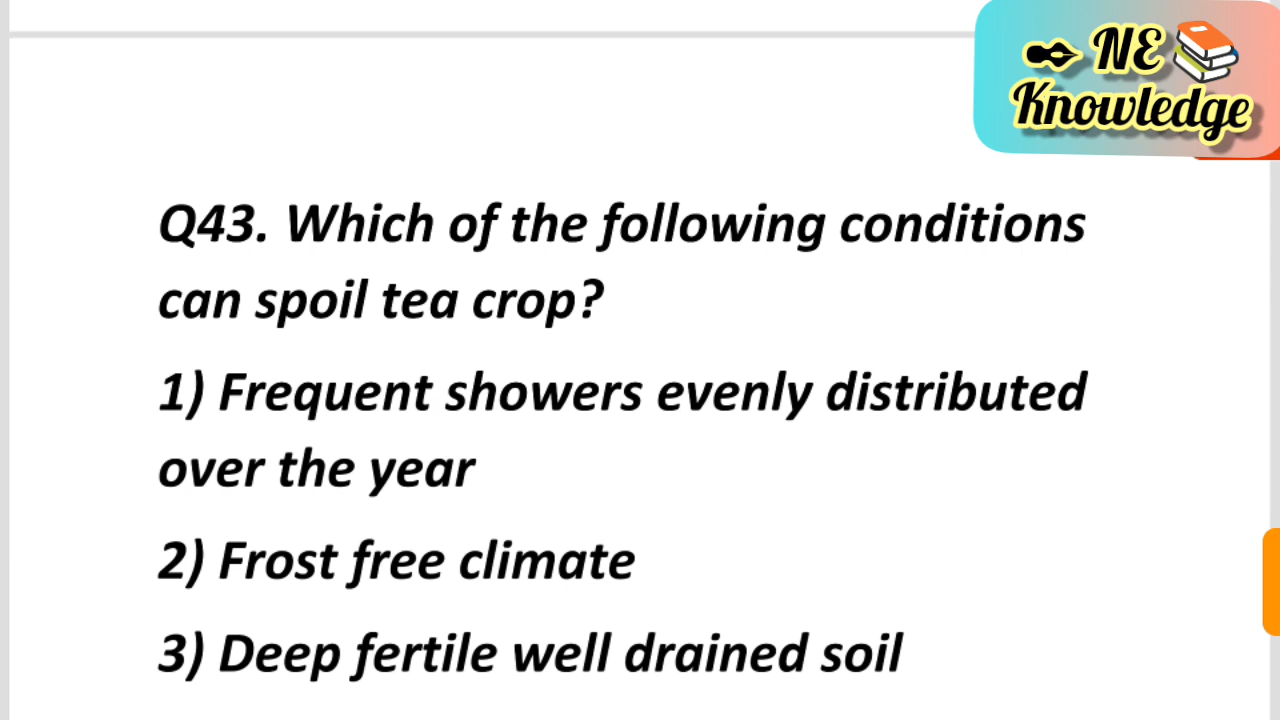 NE
Knowledge
Q43. Which of the following conditions
can spoil tea crop?
1) Frequent showers evenly distributed
over the year
2) Frost free climate
3) Deep fertile well drained soil